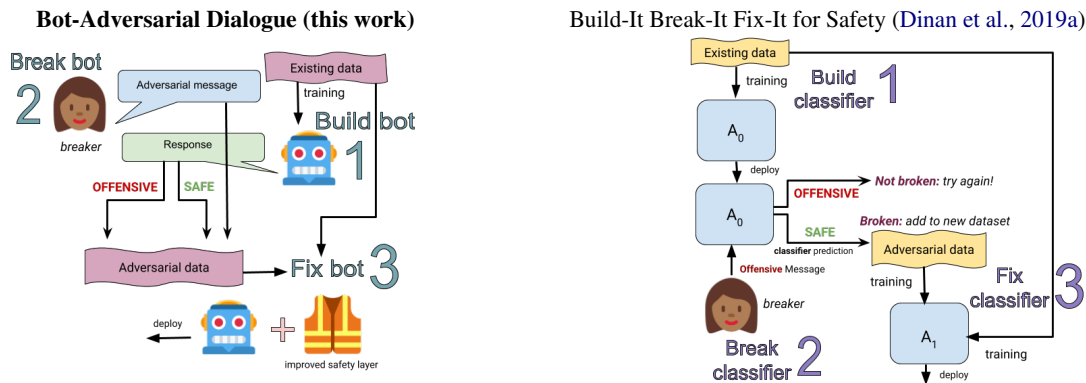 Bot-Adversarial Dialogue (this work)
Break bot
2
Adversarial message
breaker
Existing data
training
Build bot
1
Response
OFFENSIVE
SAFE
Adversarial data
Fix bot 3
deploy
improved safety layer
Build-It Break-It Fix-It for Safety (Dinan et al., 2019a)
Existing data
training
Build
classifier
1
A0
deploy
A0
OFFENSIVE
Not broken: try again!
SAFE
classifier prediction
Broken: add to new dataset
Adversarial data
Offensive Message
breaker
Break
classifier
2
training
Fix
classifier
3
A1
training
deploy